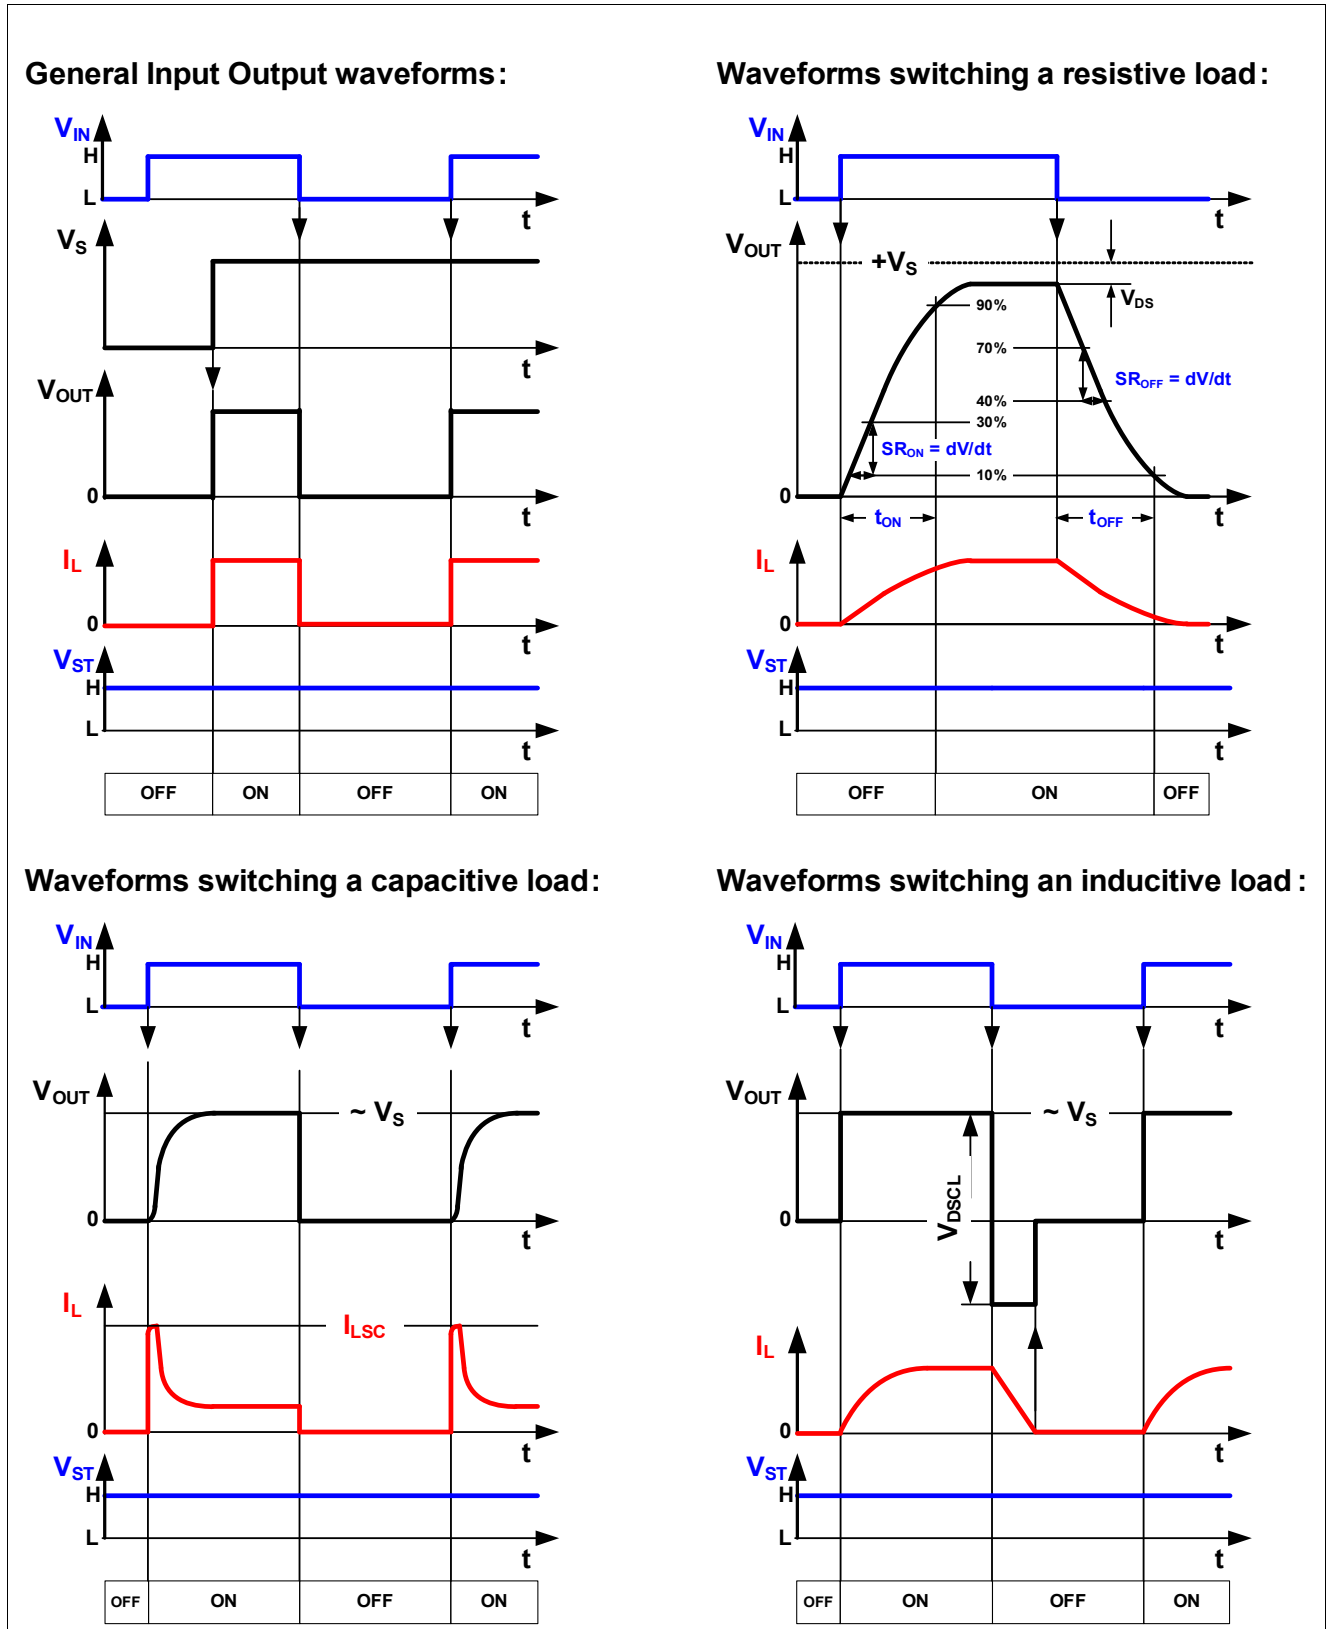 General Input Output waveforms:
V_IN
H
L
t
V_S
t
V_OUT
0
t
I_L
0
t
V_ST
H
L
t
OFF ON OFF ON
Waveforms switching a resistive load:
V_IN
H
L
t
V_OUT
+V_S
V_DS
90%
70%
SR_OFF = dV/dt
40%
30%
SR_ON = dV/dt
10%
0
t_ON t_OFF t
I_L
0
t
V_ST
H
L
t
OFF ON OFF
Waveforms switching a capacitive load:
V_IN
H
L
t
V_OUT
~ V_S
0
t
I_L
I_LSC
0
t
V_ST
H
L
t
OFF ON OFF ON
Waveforms switching an inducitive load:
V_IN
H
L
t
V_OUT
~ V_S
V_DSCL
0
t
I_L
0
t
V_ST
H
L
t
OFF ON OFF ON